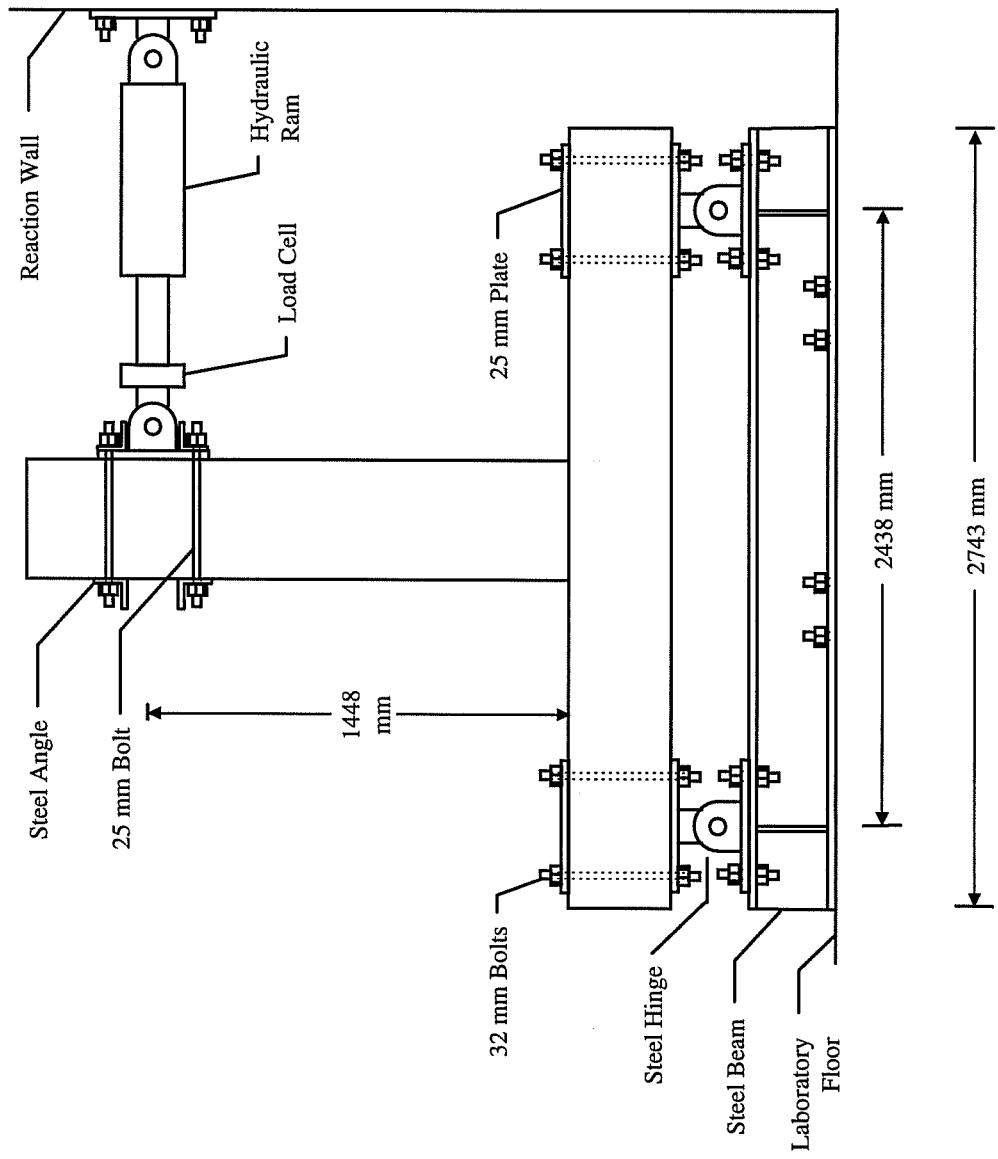 Reaction Wall
Hydraulic
Ram
Load Cell
Steel Angle
25 mm Bolt
1448
mm
25 mm Plate
32 mm Bolts
Steel Hinge
Steel Beam
Laboratory
Floor
2438 mm
2743 mm